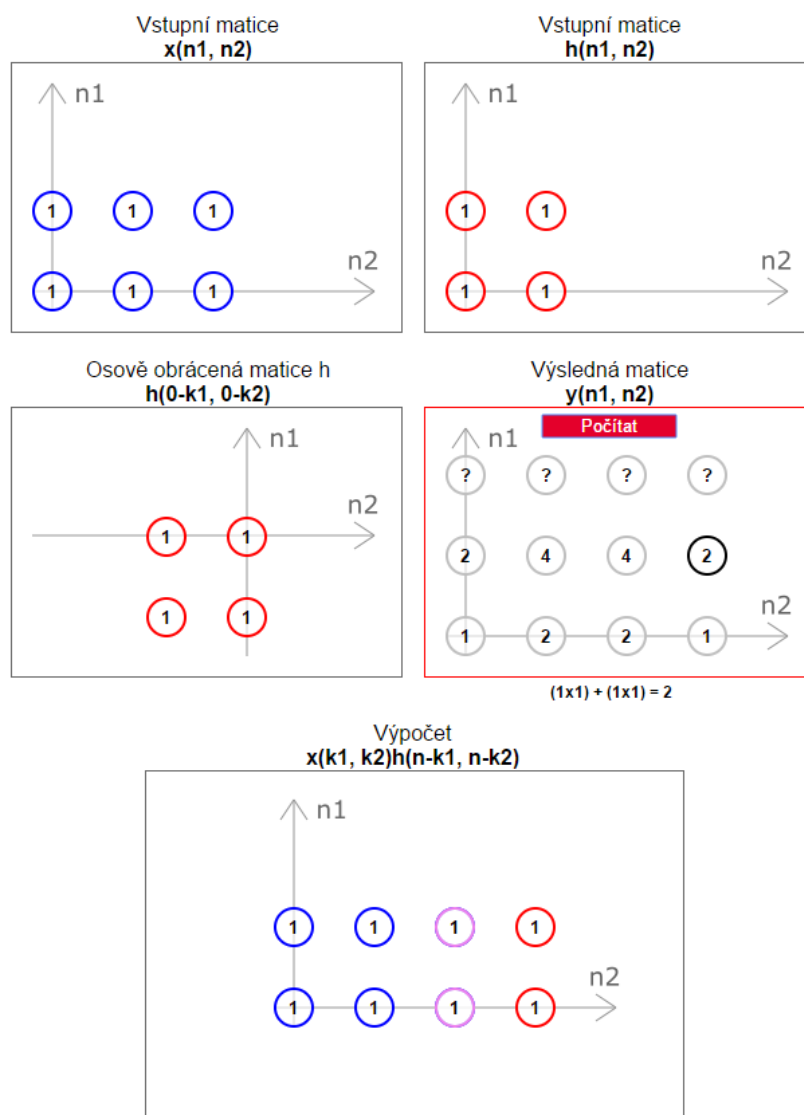 Vstupní matice
x(n1, n2)
n1
1 1 1
n2
1 1 1
Vstupní matice
h(n1, n2)
n1
1 1
n2
1 1
Osově obrácená matice h
h(0-k1, 0-k2)
n1
n2
1 1
1 1
Výsledná matice
y(n1, n2)
Počítat
n1
? ? ? ?
2 4 4 2
n2
1 2 2 1
(1x1) + (1x1) = 2
Výpočet
x(k1, k2)h(n-k1, n-k2)
n1
1 1 1 1
n2
1 1 1 1